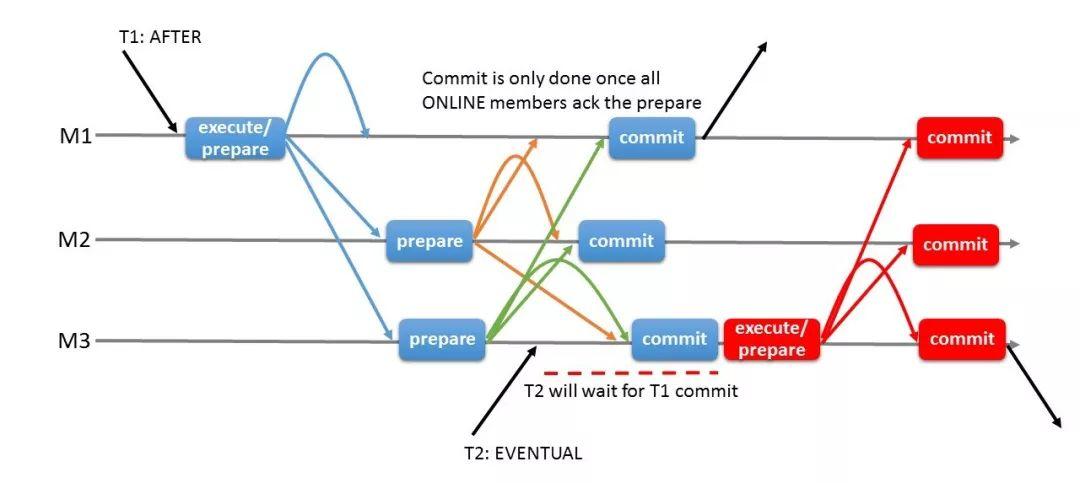 T1: AFTER
Commit is only done once all
ONLINE members ack the prepare
M1
execute/
prepare
commit
commit
M2
prepare
commit
commit
M3
prepare
commit
execute/
prepare
commit
T2 will wait for T1 commit
T2: EVENTUAL